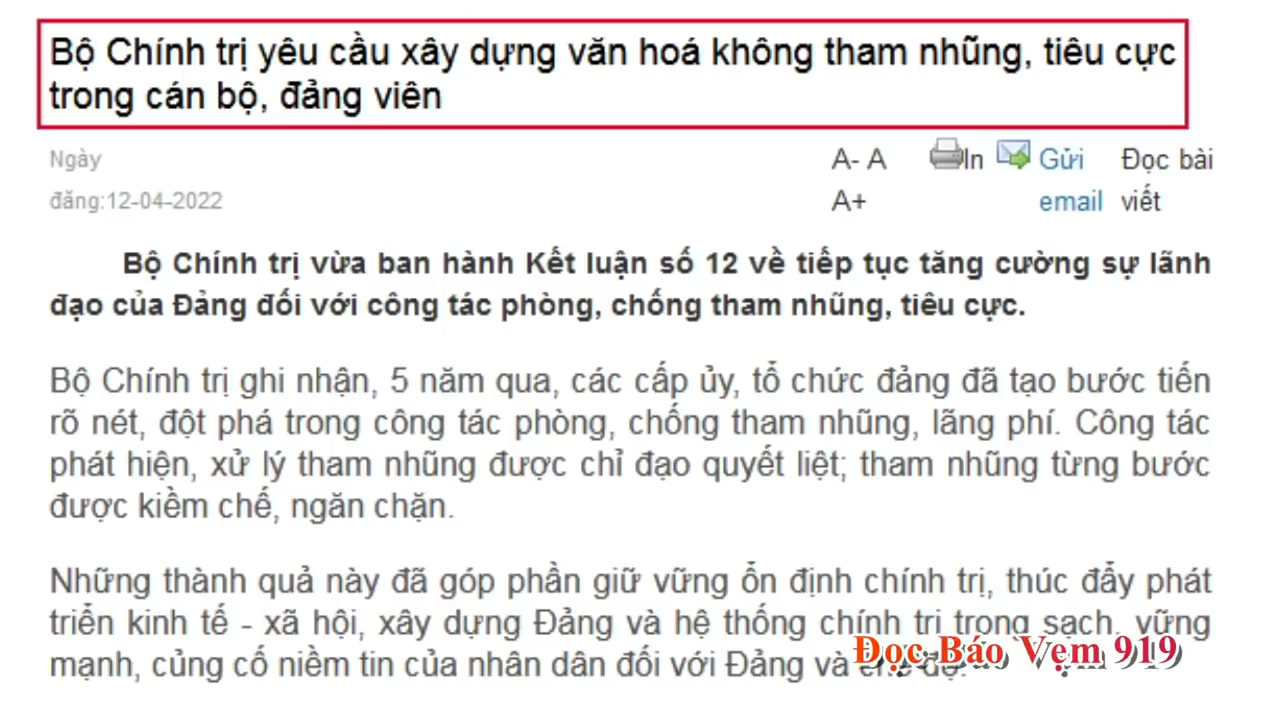 Bộ Chính trị yêu cầu xây dựng văn hoá không tham nhũng, tiêu cực
trong cán bộ, đảng viên
Ngày
đăng:12-04-2022
A- A
A+
In
Gửi
email
Đọc bài
viết
Bộ Chính trị vừa ban hành Kết luận số 12 về tiếp tục tăng cường sự lãnh
đạo của Đảng đối với công tác phòng, chống tham nhũng, tiêu cực.
Bộ Chính trị ghi nhận, 5 năm qua, các cấp ủy, tổ chức đảng đã tạo bước tiến
rõ nét, đột phá trong công tác phòng, chống tham nhũng, lãng phí. Công tác
phát hiện, xử lý tham nhũng được chỉ đạo quyết liệt; tham nhũng từng bước
được kiềm chế, ngăn chặn.
Những thành quả này đã góp phần giữ vững ổn định chính trị, thúc đẩy phát
triển kinh tế - xã hội, xây dựng Đảng và hệ thống chính trị trong sạch, vững
mạnh, củng cố niềm tin của nhân dân đối với Đảng và chế độ.
Đọc Báo Vẹm 919